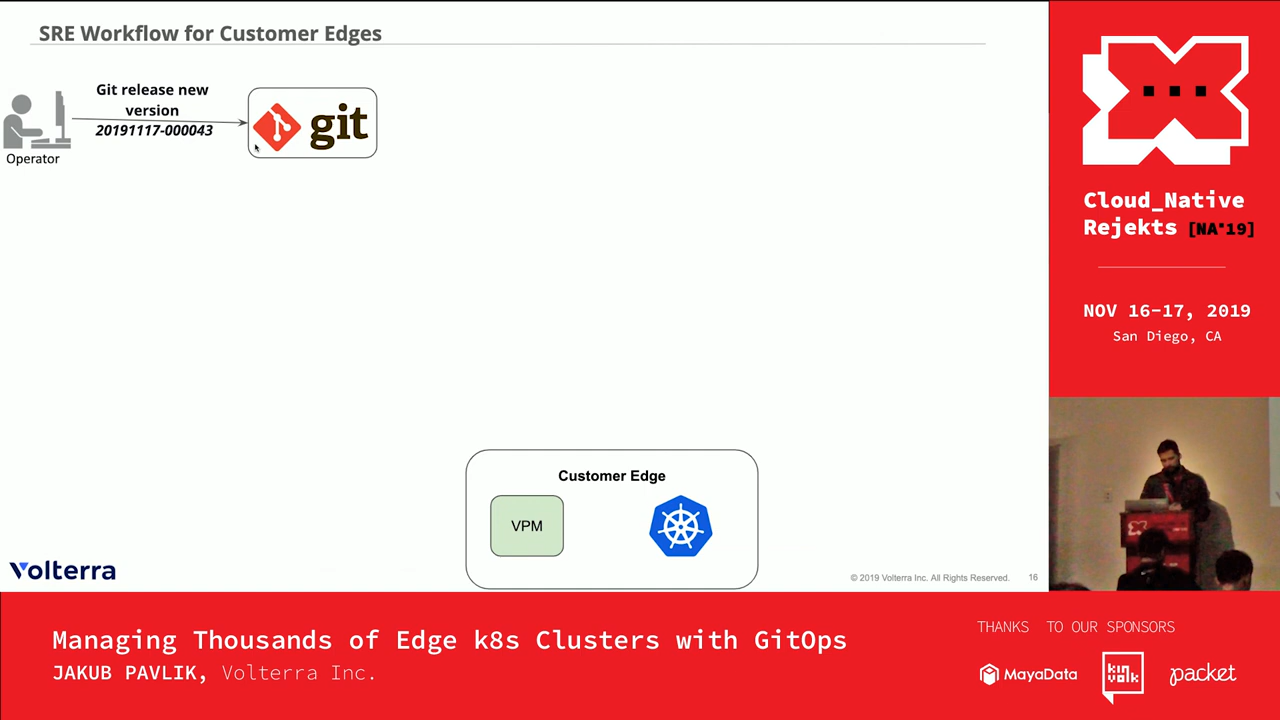 SRE Workflow for Customer Edges
Git release new
version
20191117-000043
Operator
git
Customer Edge
VPM
Volterra
© 2019 Volterra Inc. All Rights Reserved.
16
Cloud_Native
Rejekts [NA'19]
NOV 16-17, 2019
San Diego, CA
Managing Thousands of Edge k8s Clusters with GitOps
JAKUB PAVLIK, Volterra Inc.
THANKS TO OUR SPONSORS
MayaData
kinvolk
packet